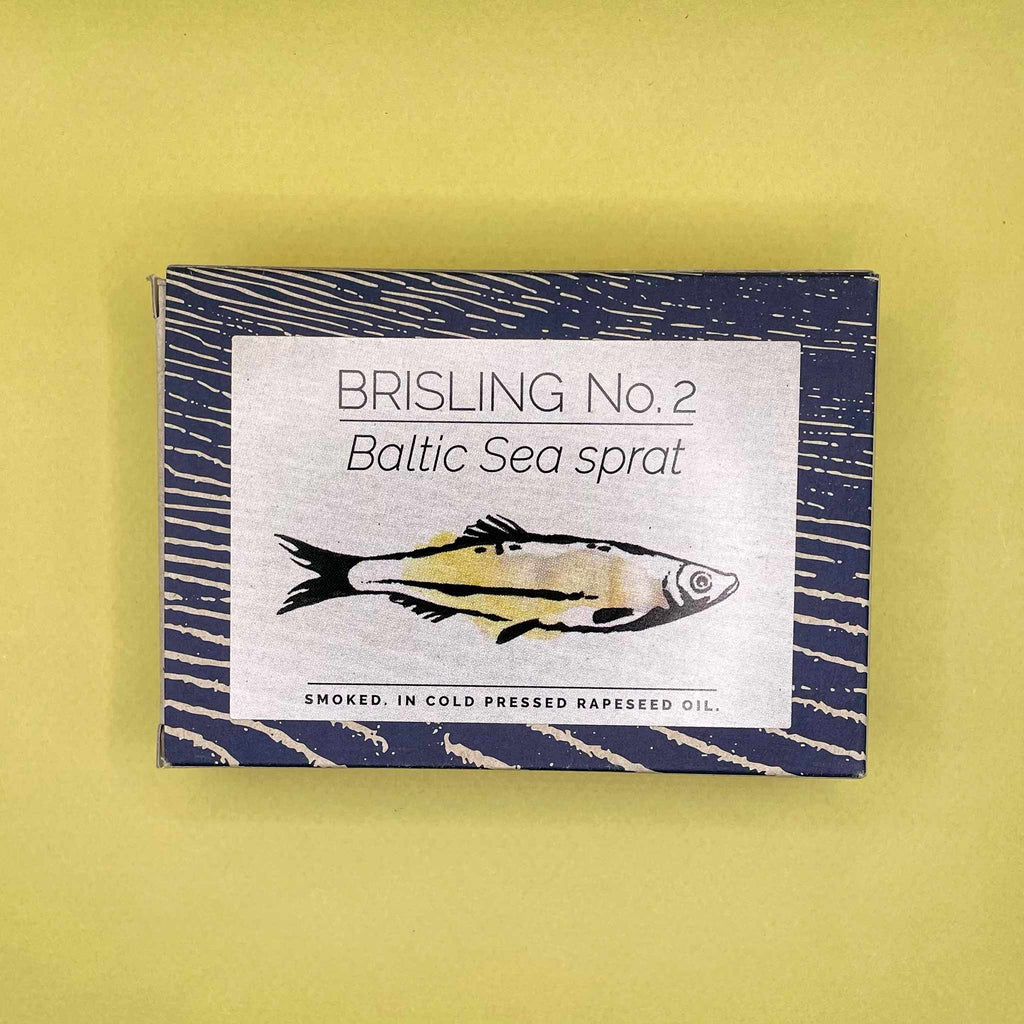 BRISLING No. 2
Baltic Sea sprat
SMOKED. IN COLD PRESSED RAPESEED OIL.